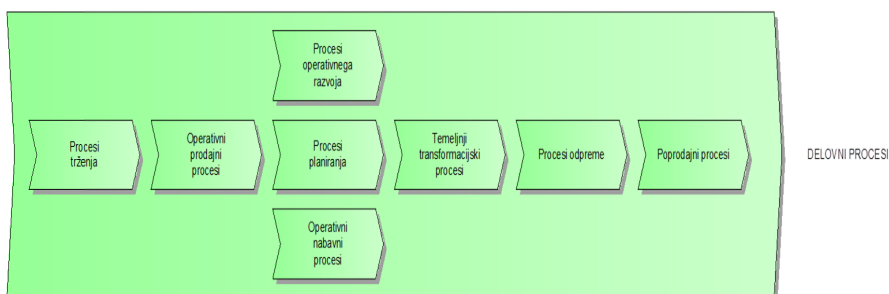 Procesi
operativnega
razvoja
Procesi
trženja
Operativni
prodajni
procesi
Procesi
planiranja
Temeljnji
transformacijski
procesi
Procesi odpreme
Poprodajni procesi
DELOVNI PROCESI
Operativni
nabavni
procesi